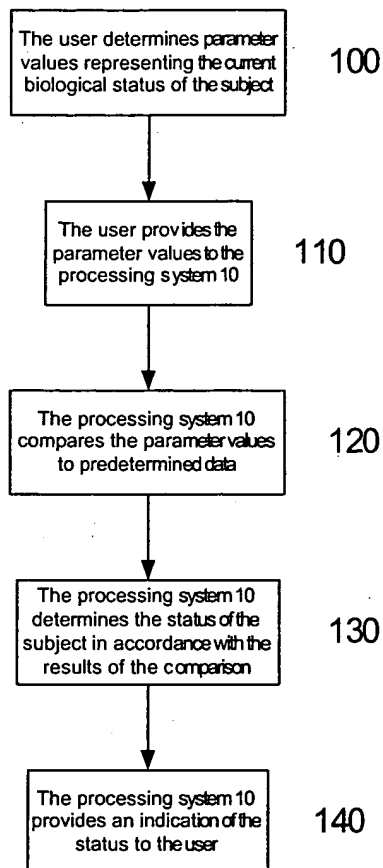 The user determines parameter
values representing the current
biological status of the subject
100
The user provides the
parameter values to the
processing system 10
110
The processing system 10
compares the parameter values
to predetermined data
120
The processing system 10
determines the status of the
subject in accordance with the
results of the comparison
130
The processing system 10
provides an indication of the
status to the user
140